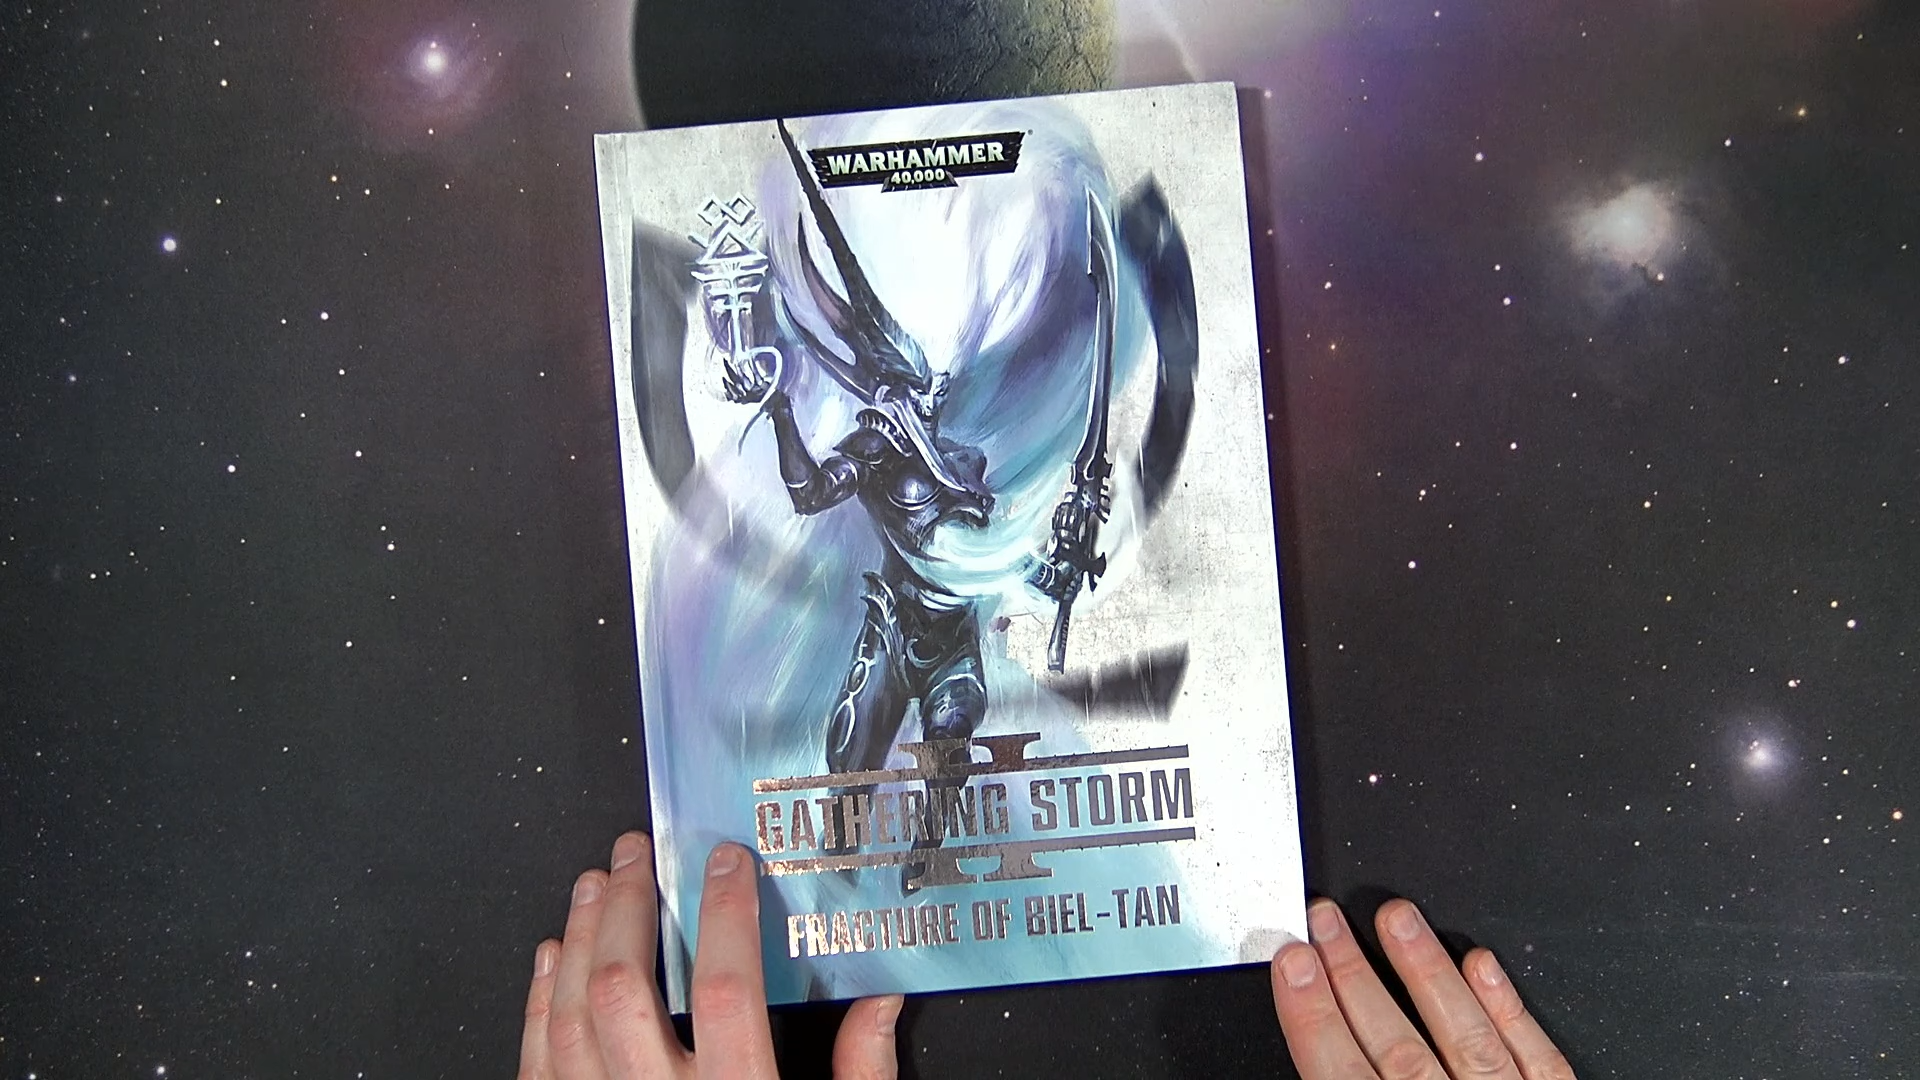 WARHAMMER
40,000
II
GATHERING STORM
FRACTURE OF BIEL-TAN